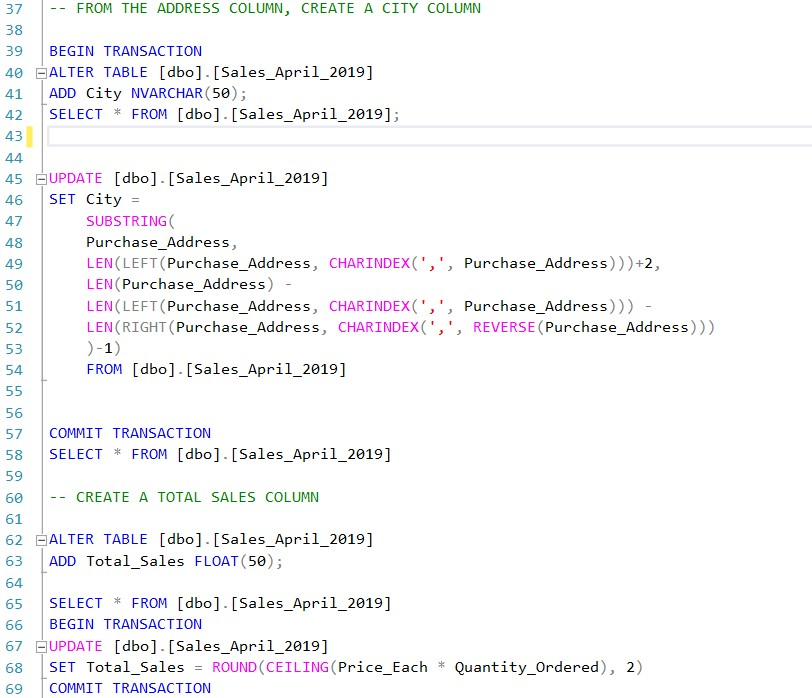 37 -- FROM THE ADDRESS COLUMN, CREATE A CITY COLUMN
38
39 BEGIN TRANSACTION
40 ALTER TABLE [dbo].[Sales_April_2019]
41 ADD City NVARCHAR(50);
42 SELECT * FROM [dbo].[Sales_April_2019];
43
44
45 UPDATE [dbo].[Sales_April_2019]
46 SET City =
47 SUBSTRING(
48 Purchase_Address,
49 LEN(LEFT(Purchase_Address, CHARINDEX(',', Purchase_Address)))+2,
50 LEN(Purchase_Address) -
51 LEN(LEFT(Purchase_Address, CHARINDEX(',', Purchase_Address))) -
52 LEN(RIGHT(Purchase_Address, CHARINDEX(',', REVERSE(Purchase_Address)))
53 )-1)
54 FROM [dbo].[Sales_April_2019]
55
56
57 COMMIT TRANSACTION
58 SELECT * FROM [dbo].[Sales_April_2019]
59
60 -- CREATE A TOTAL SALES COLUMN
61
62 ALTER TABLE [dbo].[Sales_April_2019]
63 ADD Total_Sales FLOAT(50);
64
65 SELECT * FROM [dbo].[Sales_April_2019]
66 BEGIN TRANSACTION
67 UPDATE [dbo].[Sales_April_2019]
68 SET Total_Sales = ROUND(CEILING(Price_Each * Quantity_Ordered), 2)
69 COMMIT TRANSACTION